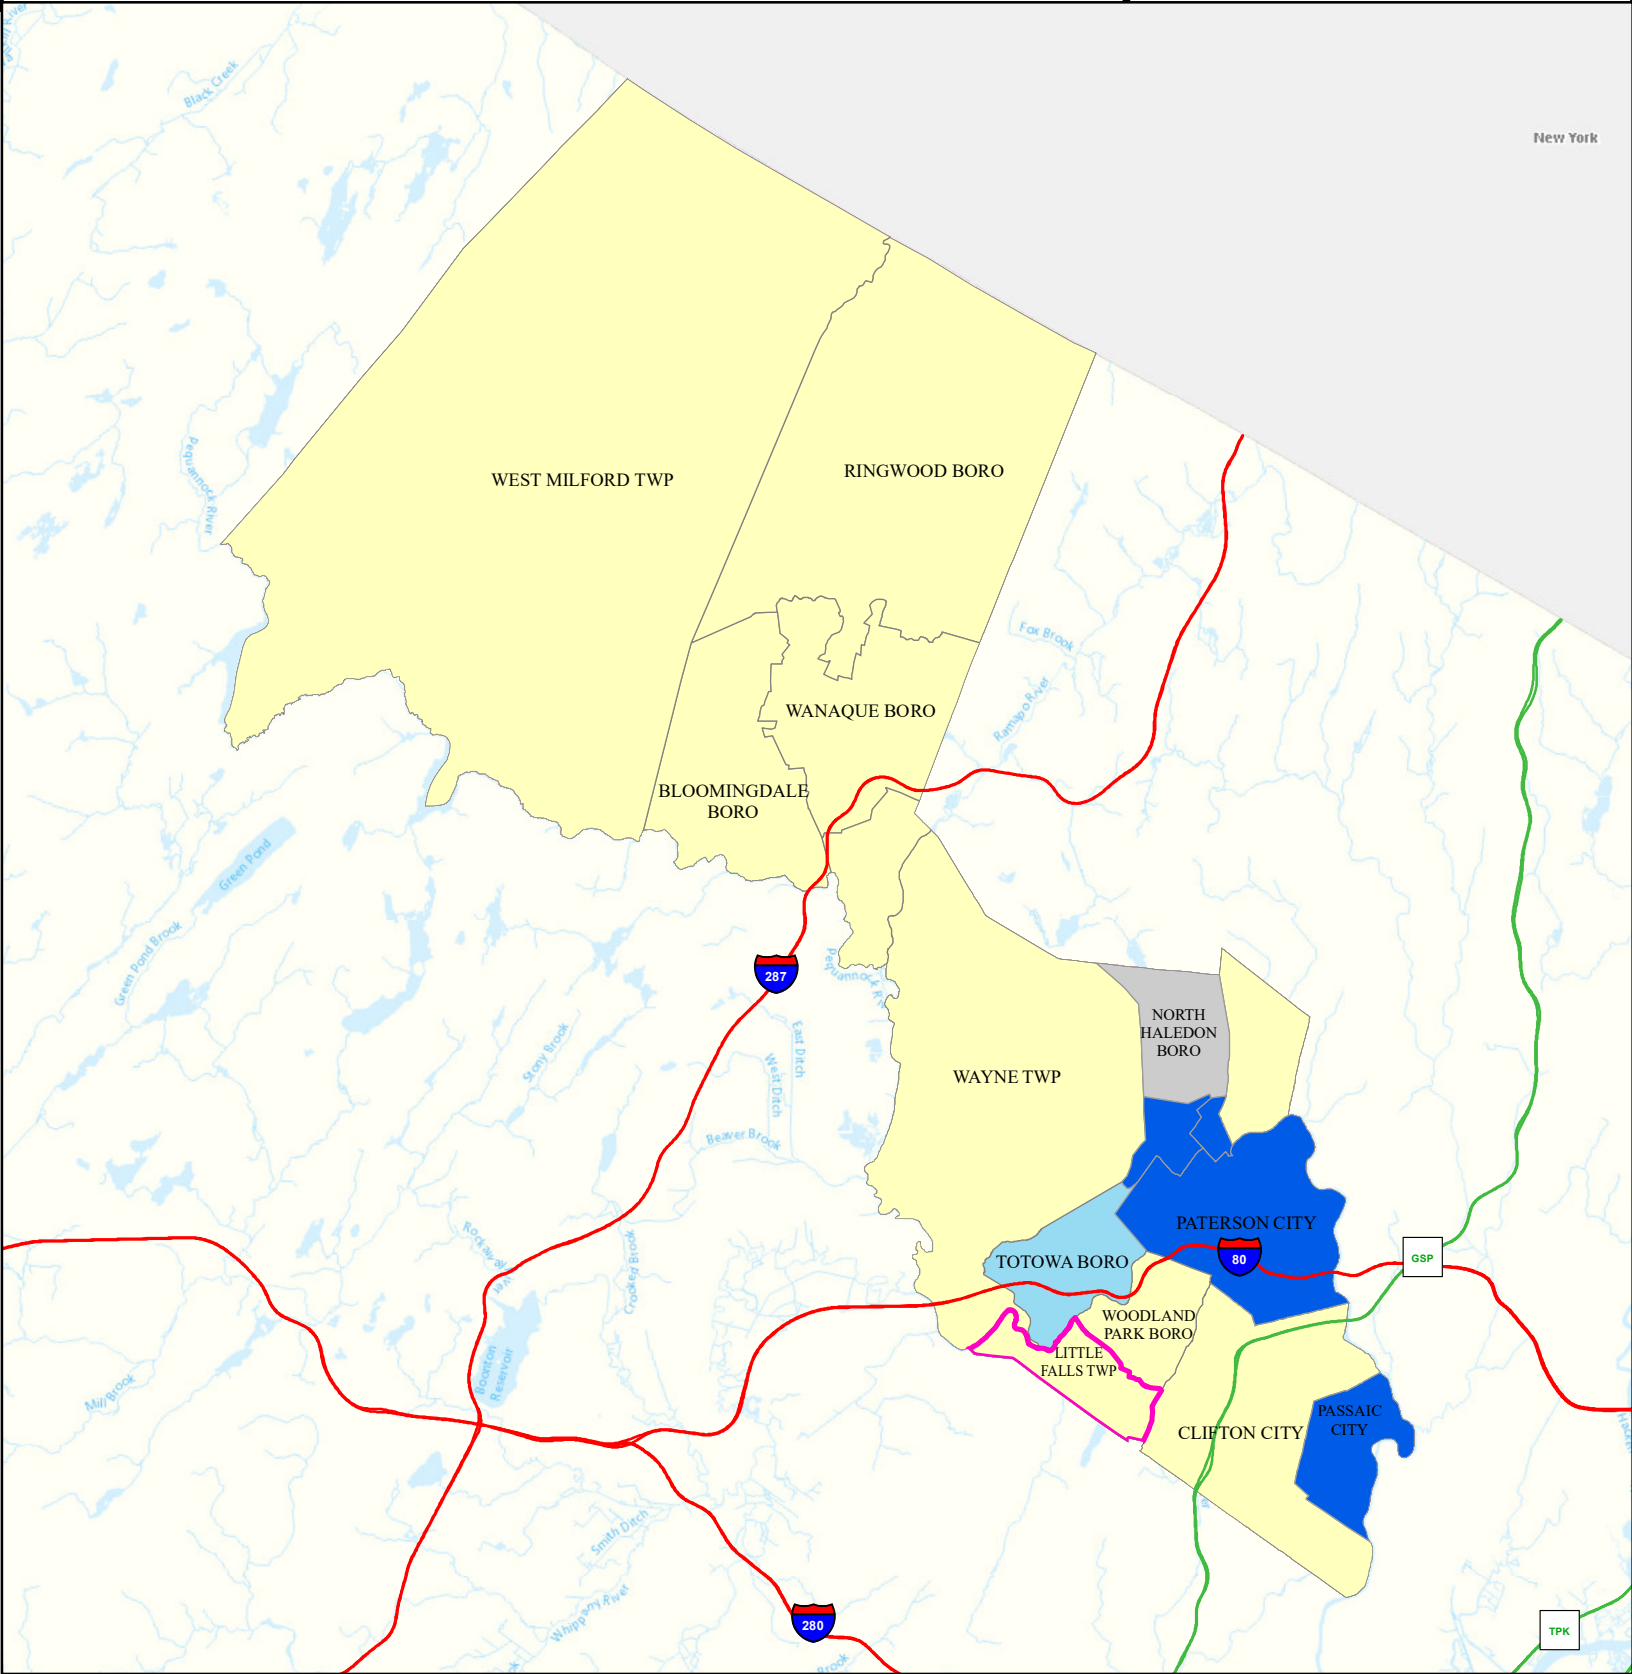 Black Creek
New York
Pequannock River
WEST MILFORD TWP
RINGWOOD BORO
Fox Brook
Ramapo River
WANAQUE BORO
BLOOMINGDALE
BORO
Green Pond
Green Pond Brook
287
Pequannock
NORTH
HALEDON
BORO
Stony Brook
East Ditch
West Ditch
WAYNE TWP
Beaver Brook
PATERSON CITY
Rockaway
Crooked Brook
TOTOWA BORO
80
GSP
WOODLAND
PARK BORO
LITTLE
FALLS TWP
Boonton
Reservoir
Mill Brook
PASSAIC
CITY
CLIFTON CITY
Smith Ditch
Whippany River
280
TPK
Brook